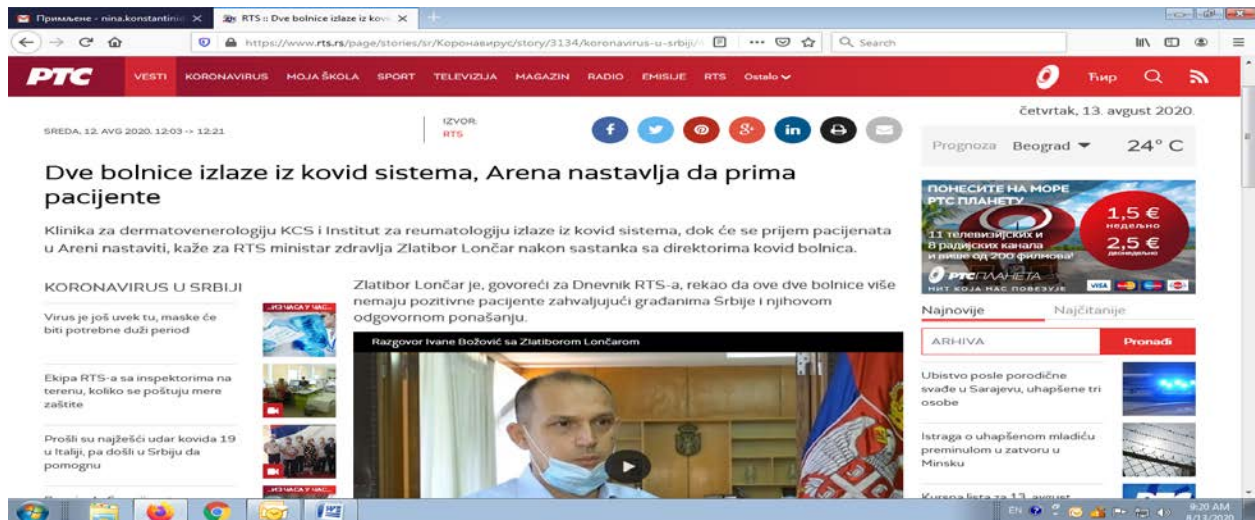 Примљене - nina.konstantini
RTS :: Dve bolnice izlaze iz kov
https://www.rts.rs/page/stories/sr/Коронавирус/story/3134/koronavirus-u-srbiji/
Search
РТС
VESTI
KORONAVIRUS
MOJA ŠKOLA
SPORT
TELEVIZIJA
MAGAZIN
RADIO
EMISIJE
RTS
Ostalo
Ћир
četvrtak, 13. avgust 2020.
SREDA, 12. AVG 2020, 12:03 -> 12:21
IZVOR:
RTS
Prognoza Beograd 24° C
Dve bolnice izlaze iz kovid sistema, Arena nastavlja da prima
pacijente
Klinika za dermatovenerologiju KCS i Institut za reumatologiju izlaze iz kovid sistema, dok će se prijem pacijenata
u Areni nastaviti, kaže za RTS ministar zdravlja Zlatibor Lončar nakon sastanka sa direktorima kovid bolnica.
KORONAVIRUS U SRBIJI
Virus je još uvek tu, maske će
biti potrebne duži period
Ekipa RTS-a sa inspektorima na
terenu, koliko se poštuju mere
zaštite
Prošli su najžešći udar kovida 19
u Italiji, pa došli u Srbiju da
pomognu
Zlatibor Lončar je, govoreći za Dnevnik RTS-a, rekao da ove dve bolnice više
nemaju pozitivne pacijente zahvaljujući građanima Srbije i njihovom
odgovornom ponašanju.
Razgovor Ivane Božović sa Zlatiborom Lončarom
ПОНЕСИТЕ НА МОРЕ
РТС ПЛАНЕТУ
11 телевизијских и
8 радијских канала
и више од 200 филмова!
1,5 €
недељно
2,5 €
двонедељно
РТС ПЛАНЕТА
НИТ КОЈА НАС ПОВЕЗУЈЕ
VISA
Najnovije
Najčitanije
ARHIVA
Pronađi
Ubistvo posle porodične
svađe u Sarajevu, uhapšene tri
osobe
Istraga o uhapšenom mladiću
preminulom u zatvoru u
Minsku
Kursna lista za 13. avgust
EN
9:20 AM
8/13/2020